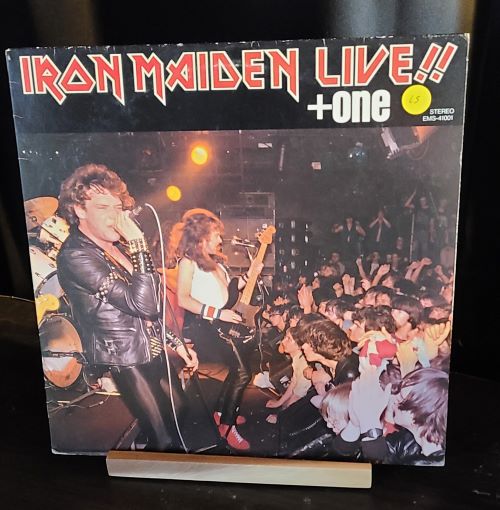 IRON MAIDEN LIVE!!
+one
STEREO
EMS-41001